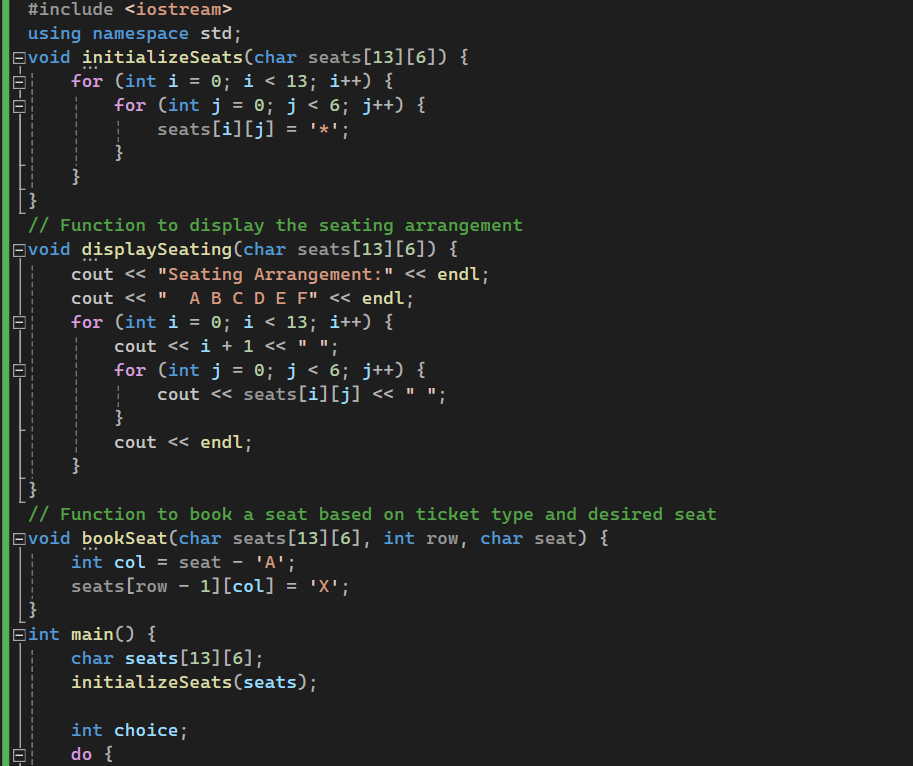 #include <iostream>
using namespace std;
void initializeSeats(char seats[13][6]) {
    for (int i = 0; i < 13; i++) {
        for (int j = 0; j < 6; j++) {
            seats[i][j] = '*';
        }
    }
}
// Function to display the seating arrangement
void displaySeating(char seats[13][6]) {
    cout << "Seating Arrangement:" << endl;
    cout << "  A B C D E F" << endl;
    for (int i = 0; i < 13; i++) {
        cout << i + 1 << " ";
        for (int j = 0; j < 6; j++) {
            cout << seats[i][j] << " ";
        }
        cout << endl;
    }
}
// Function to book a seat based on ticket type and desired seat
void bookSeat(char seats[13][6], int row, char seat) {
    int col = seat - 'A';
    seats[row - 1][col] = 'X';
}
int main() {
    char seats[13][6];
    initializeSeats(seats);

    int choice;
    do {